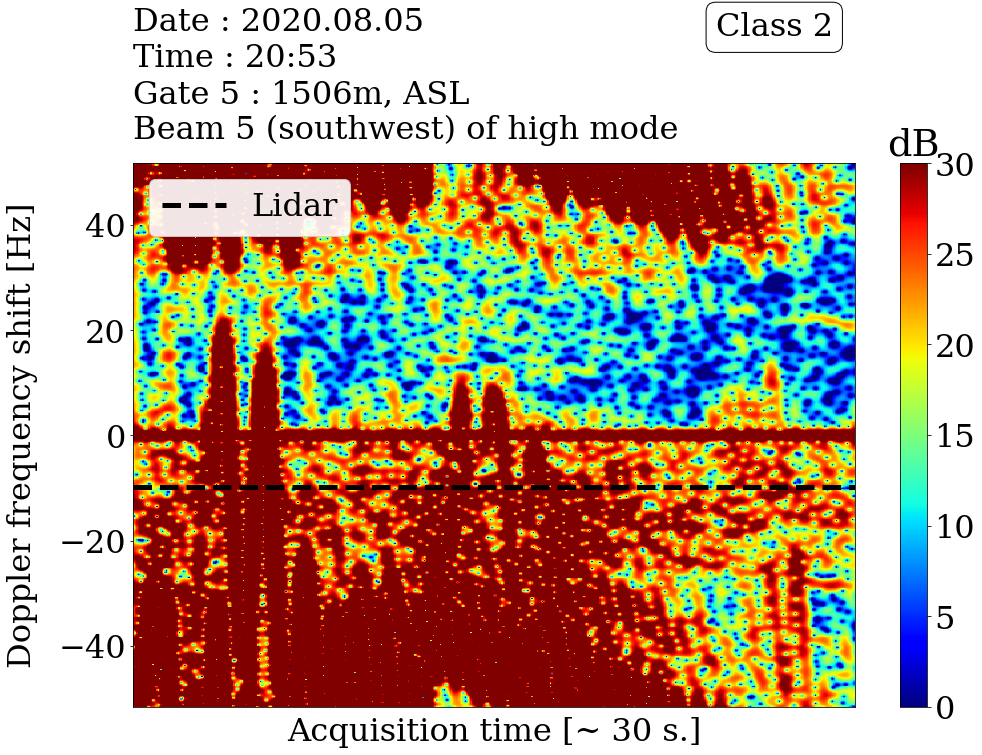 Date : 2020.08.05
Time : 20:53
Gate 5 : 1506m, ASL
Beam 5 (southwest) of high mode
Class 2
dB
Lidar
Doppler frequency shift [Hz]
40
20
0
−20
−40
Acquisition time [~ 30 s.]
30
25
20
15
10
5
0